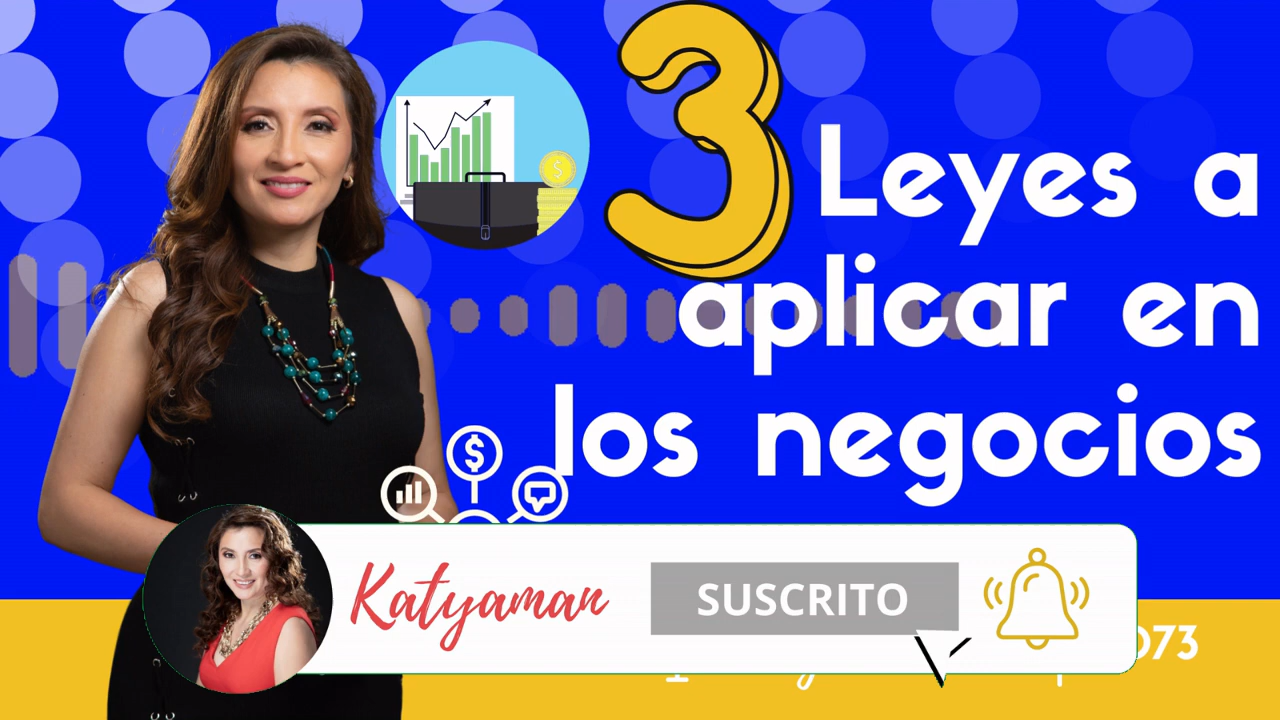 3 Leyes a
aplicar en
los negocios
Katyaman
SUSCRITO